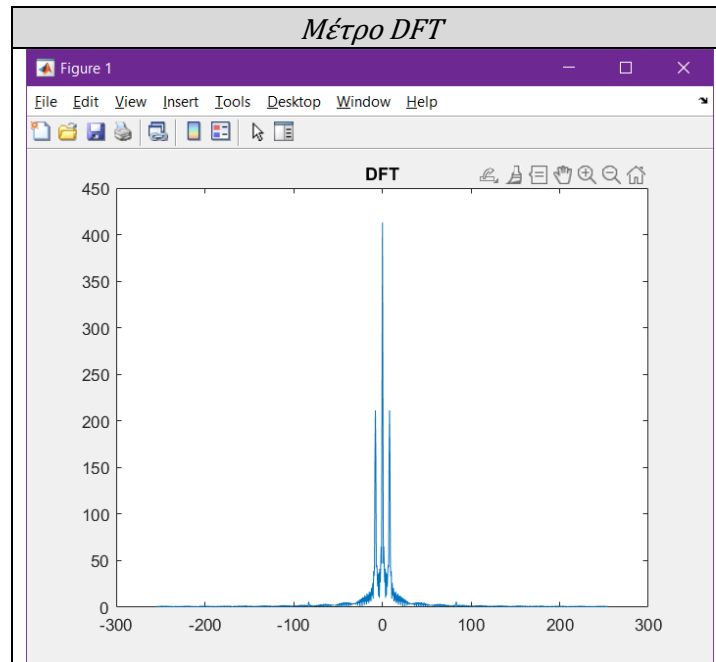 Μέτρο DFT
Figure 1
File Edit View Insert Tools Desktop Window Help
DFT
450
400
350
300
250
200
150
100
50
0
-300 -200 -100 0 100 200 300